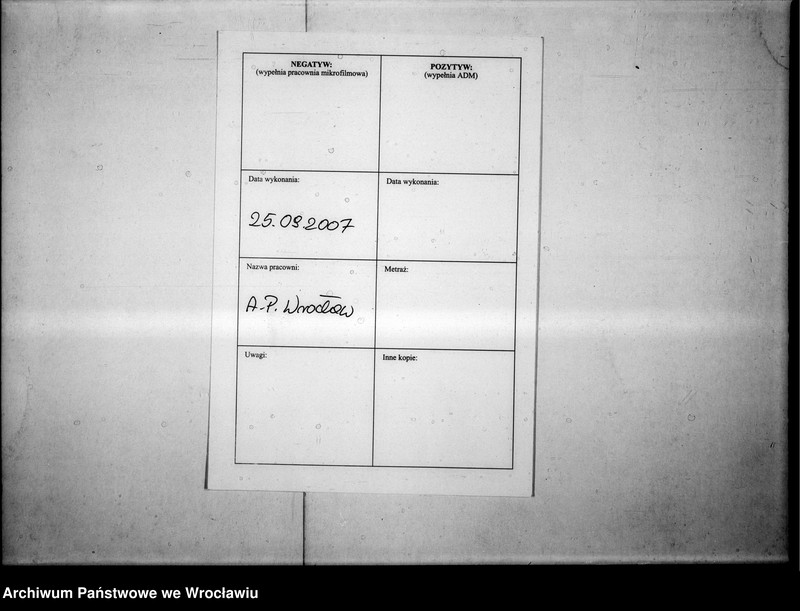 NEGATYW:
(wypełnia pracownia mikrofilmowa)
POZYTYW:
(wypełnia ADM)
Data wykonania:
25.09.2007
Data wykonania:
Nazwa pracowni:
A.P. Wrocław
Metraż:
Uwagi:
Inne kopie:
Archiwum Państwowe we Wrocławiu